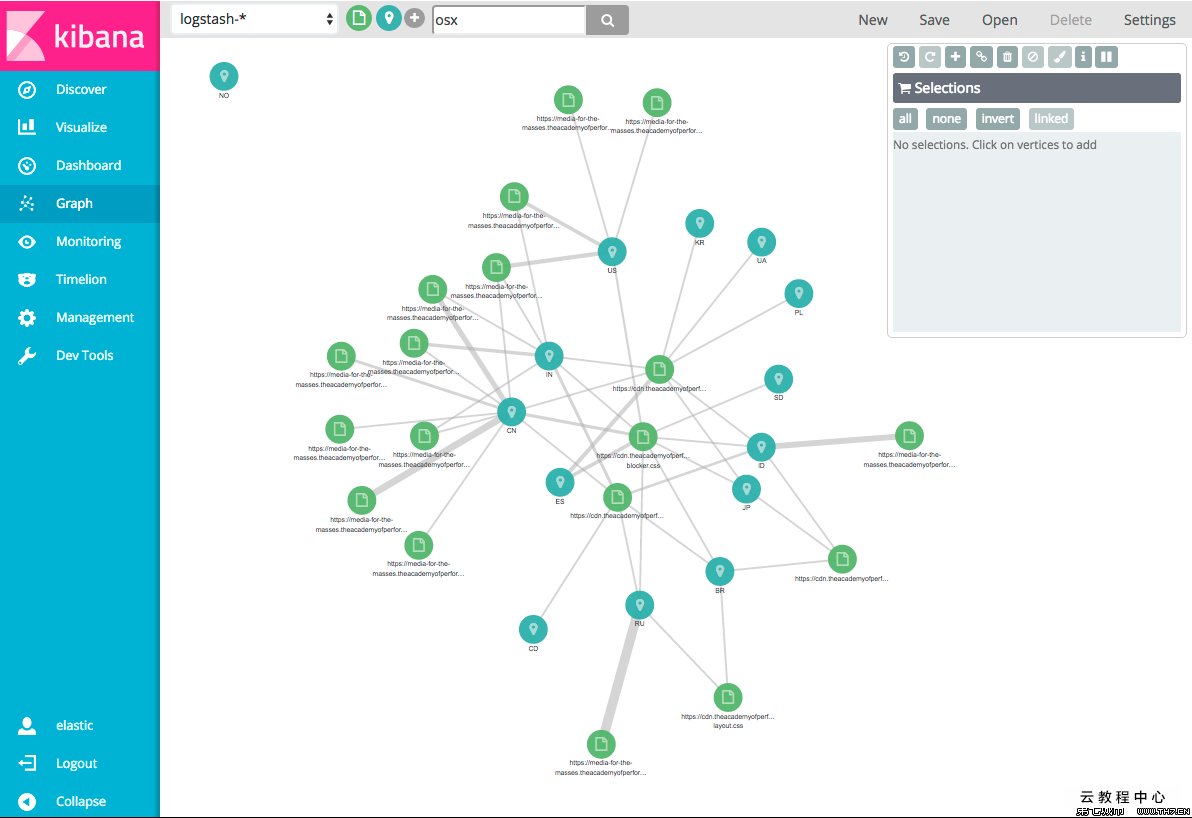 kibana
logstash-*
osx
New
Save
Open
Delete
Settings
Discover
Visualize
Dashboard
Graph
Monitoring
Timelion
Management
Dev Tools
elastic
Logout
Collapse
Selections
all
none
invert
linked
No selections. Click on vertices to add
NO
https://media-for-the-
masses.theacademyofperfor...
https://media-for-the-
masses.theacademyofperfor...
https://media-for-the-
masses.theacademyofperfor...
KR
UA
US
https://media-for-the-
masses.theacademyofperfor...
https://media-for-the-
masses.theacademyofperfor...
PL
https://media-for-the-
masses.theacademyofperfor...
https://media-for-the-
masses.theacademyofperfor...
IN
https://cdn.theacademyofperf...
SD
CN
https://media-for-the-
masses.theacademyofperfor...
https://media-for-the-
masses.theacademyofperfor...
https://cdn.theacademyofperf...
blocker.css
ID
https://media-for-the-
masses.theacademyofperfor...
ES
JP
https://media-for-the-
masses.theacademyofperfor...
https://cdn.theacademyofperf...
https://media-for-the-
masses.theacademyofperfor...
https://cdn.theacademyofperf...
BR
RU
CD
https://cdn.theacademyofperf...
layout.css
https://media-for-the-
masses.theacademyofperfor...
云教程中心
WWW.TH7.CN